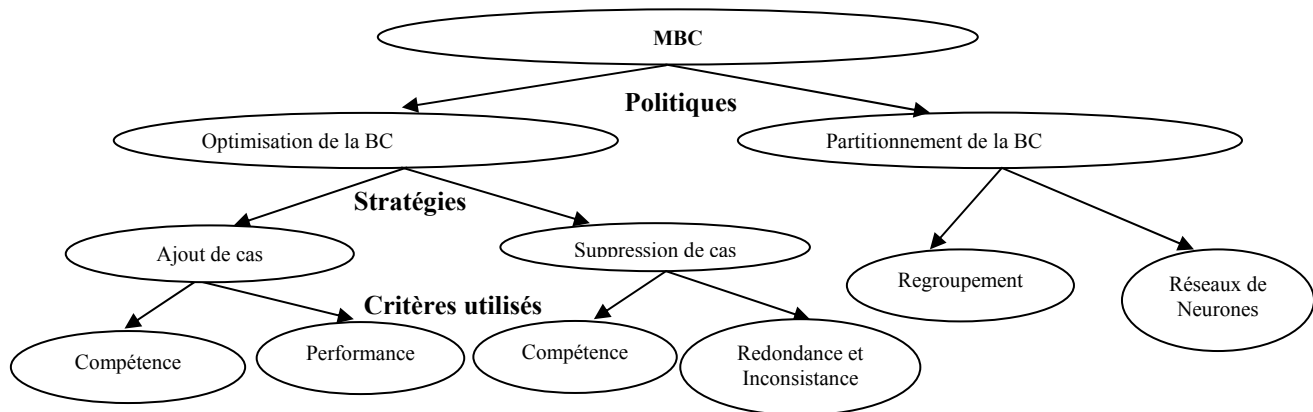 MBC
Politiques
Optimisation de la BC
Partitionnement de la BC
Stratégies
Ajout de cas
Suppression de cas
Regroupement
Réseaux de
Neurones
Critères utilisés
Compétence
Performance
Compétence
Redondance et
Inconsistance